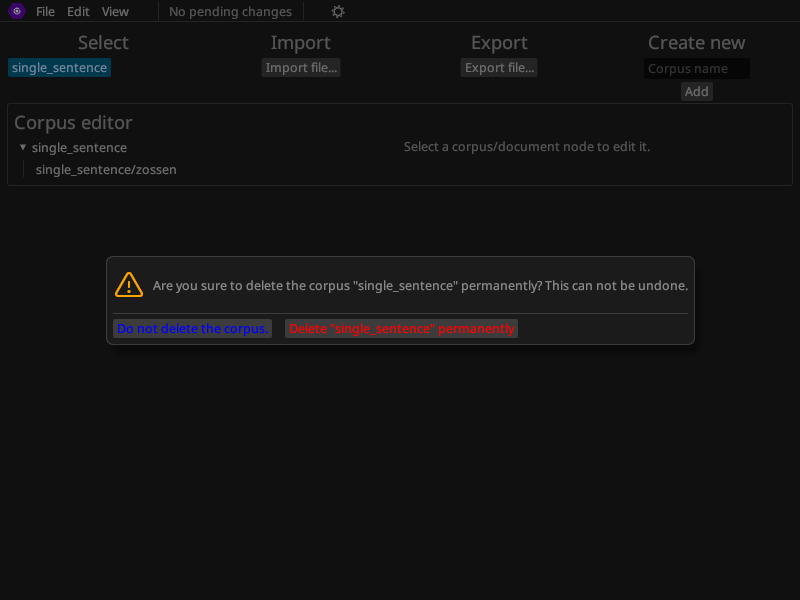 File Edit View No pending changes
Select Import Export Create new
single_sentence Import file... Export file... Corpus name
Add
Corpus editor
single_sentence Select a corpus/document node to edit it.
single_sentence/zossen
Are you sure to delete the corpus "single_sentence" permanently? This can not be undone.
Do not delete the corpus. Delete "single_sentence" permanently